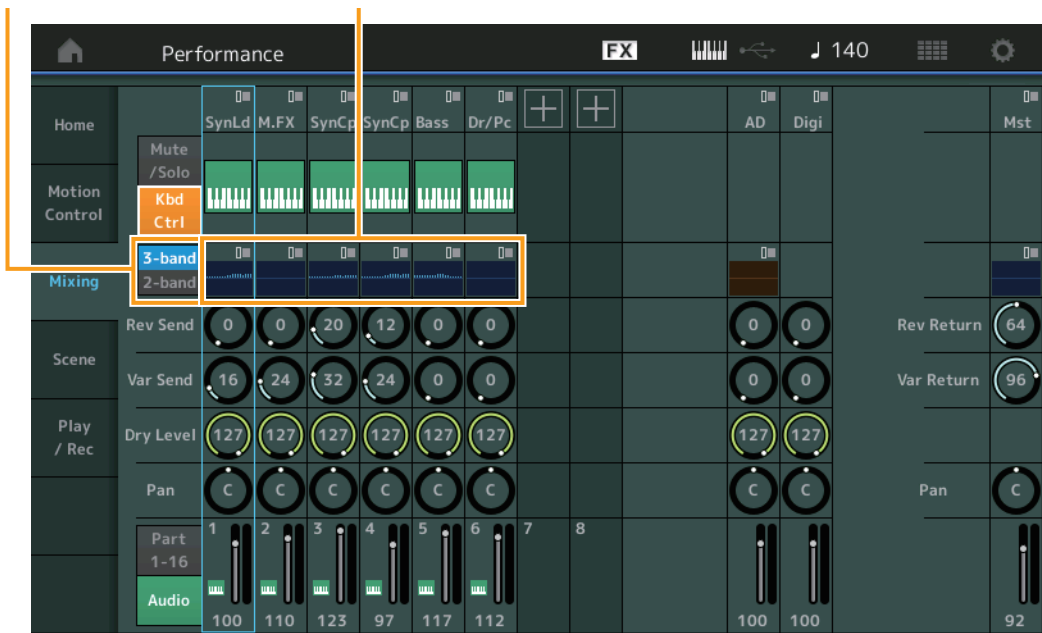 Performance
FX
♩ 140
Home
Motion
Control
Mixing
Scene
Play
/ Rec
SynLd M.FX SynCp SynCp Bass Dr/Pc
AD Digi
Mst
Mute
/Solo
Kbd
Ctrl
3-band
2-band
Rev Send 0 0 20 12 0 0 0 0 Rev Return 64
Var Send 16 24 32 24 0 0 0 0 Var Return 96
Dry Level 127 127 127 127 127 127 127 127
Pan C C C C C C C C Pan C
Part
1-16
Audio
1 2 3 4 5 6 7 8
100 110 123 97 117 112 100 100 92